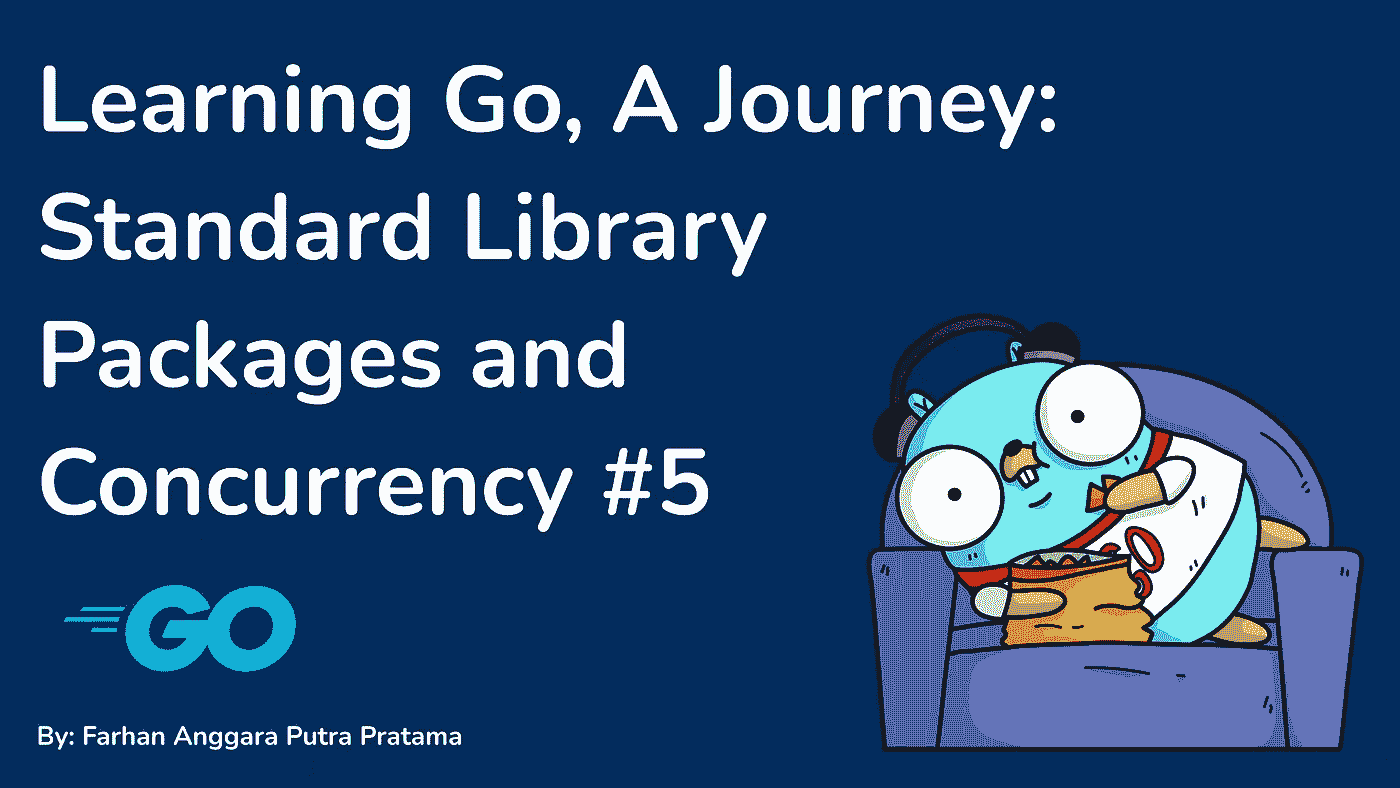 Learning Go, A Journey:
Standard Library
Packages and
Concurrency #5
GO
By: Farhan Anggara Putra Pratama